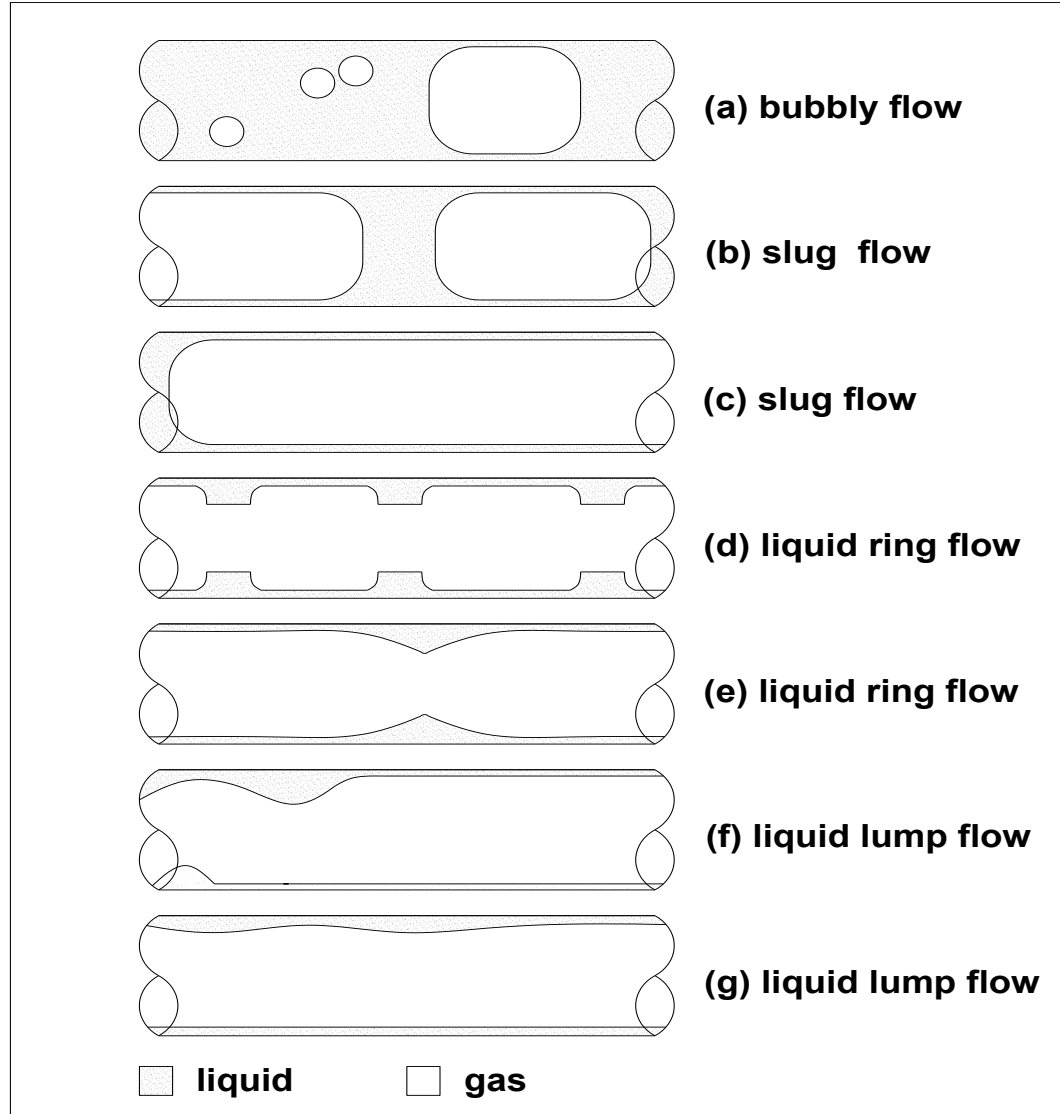 (a) bubbly flow
(b) slug flow
(c) slug flow
(d) liquid ring flow
(e) liquid ring flow
(f) liquid lump flow
(g) liquid lump flow
liquid gas